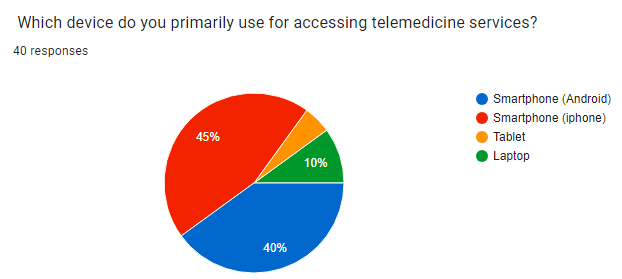 Which device do you primarily use for accessing telemedicine services?
40 responses
Smartphone (Android)
Smartphone (iphone)
Tablet
Laptop
45%
10%
40%